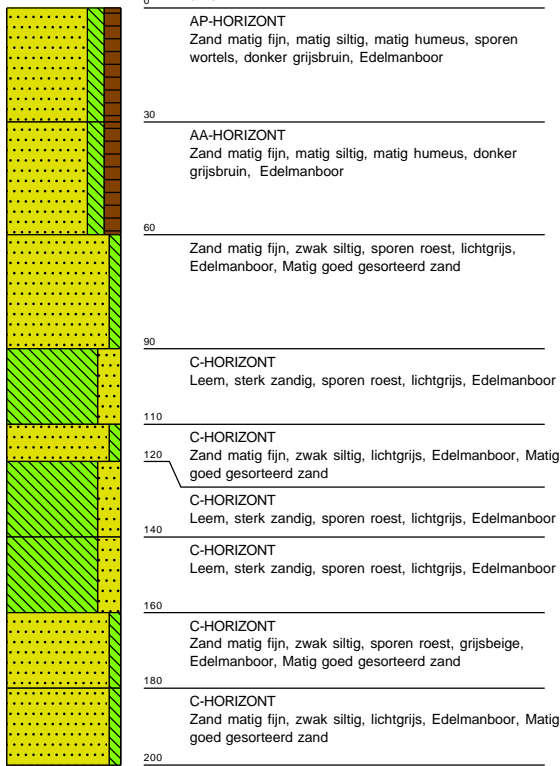 0
AP-HORIZONT
Zand matig fijn, matig siltig, matig humeus, sporen
wortels, donker grijsbruin, Edelmanboor
30
AA-HORIZONT
Zand matig fijn, matig siltig, matig humeus, donker
grijsbruin, Edelmanboor
60
Zand matig fijn, zwak siltig, sporen roest, lichtgrijs,
Edelmanboor, Matig goed gesorteerd zand
90
C-HORIZONT
Leem, sterk zandig, sporen roest, lichtgrijs, Edelmanboor
110
C-HORIZONT
Zand matig fijn, zwak siltig, lichtgrijs, Edelmanboor, Matig
goed gesorteerd zand
120
C-HORIZONT
Leem, sterk zandig, sporen roest, lichtgrijs, Edelmanboor
140
C-HORIZONT
Leem, sterk zandig, sporen roest, lichtgrijs, Edelmanboor
160
C-HORIZONT
Zand matig fijn, zwak siltig, sporen roest, grijsbeige,
Edelmanboor, Matig goed gesorteerd zand
180
C-HORIZONT
Zand matig fijn, zwak siltig, lichtgrijs, Edelmanboor, Matig
goed gesorteerd zand
200